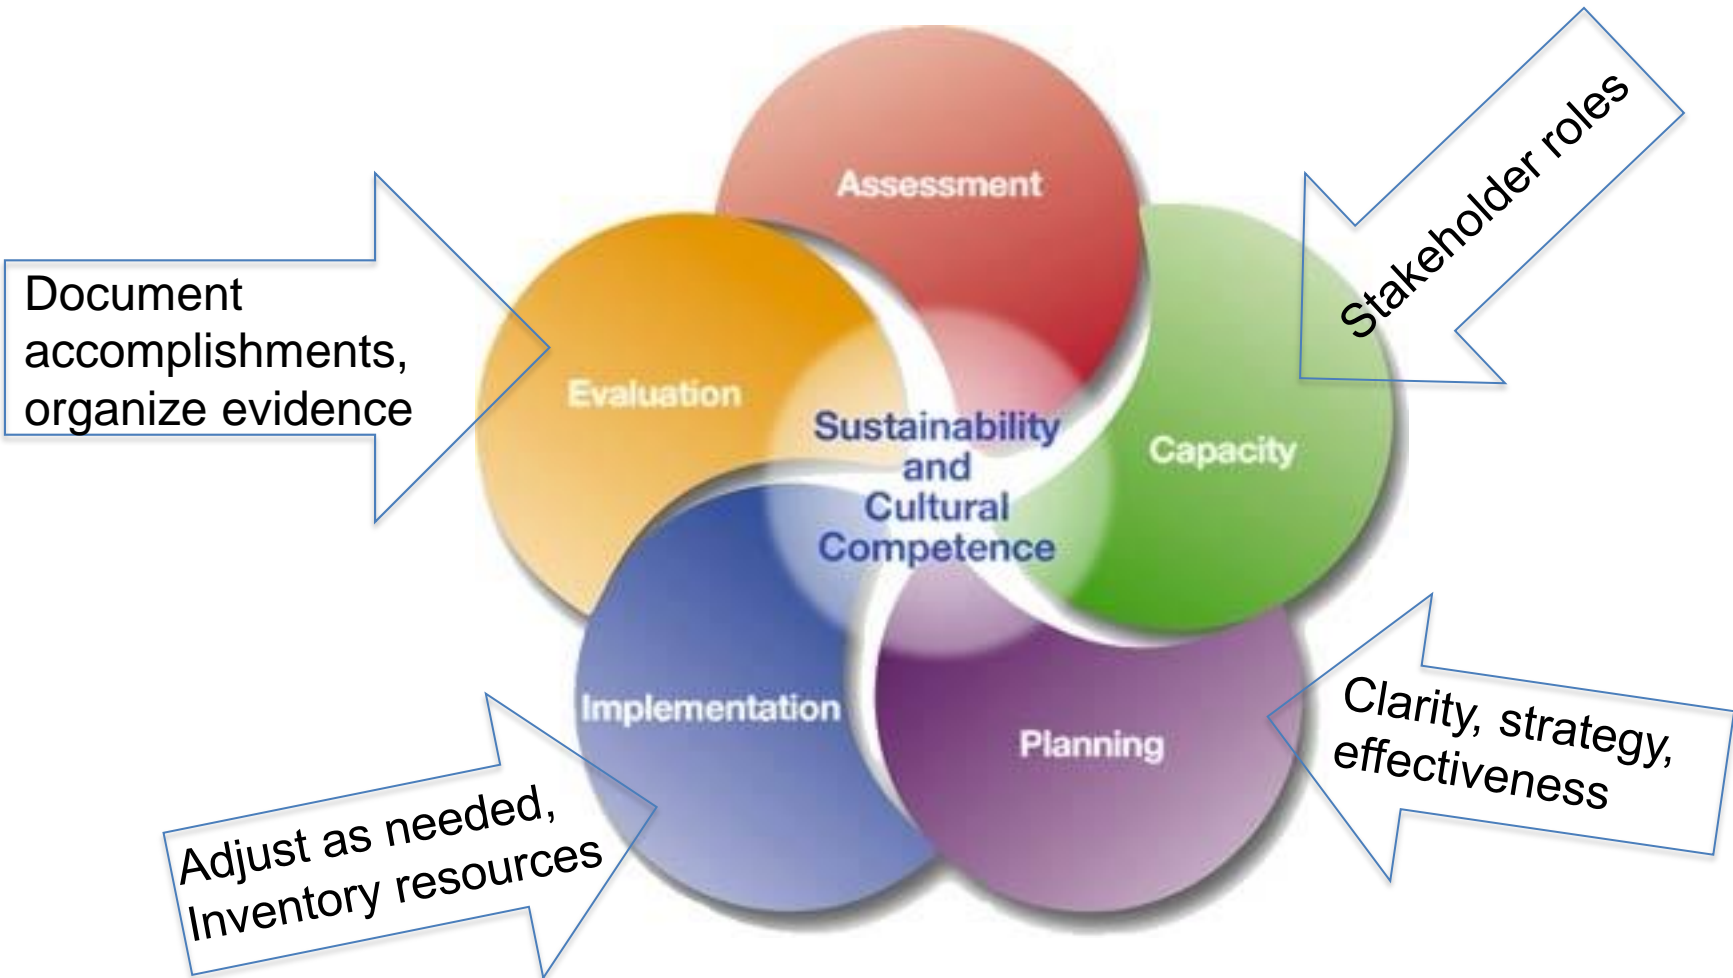 Assessment
Stakeholder roles
Document
accomplishments,
organize evidence
Evaluation
Capacity
Sustainability
and
Cultural
Competence
Implementation
Planning
Clarity, strategy,
effectiveness
Adjust as needed,
Inventory resources